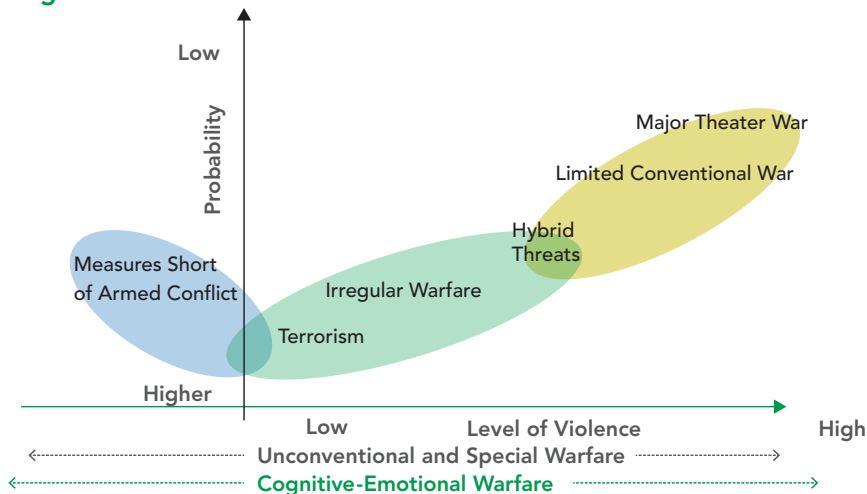 Low
Probability
Major Theater War
Limited Conventional War
Hybrid
Threats
Measures Short
of Armed Conflict
Irregular Warfare
Terrorism
Higher
Low
Level of Violence
High
Unconventional and Special Warfare
Cognitive-Emotional Warfare